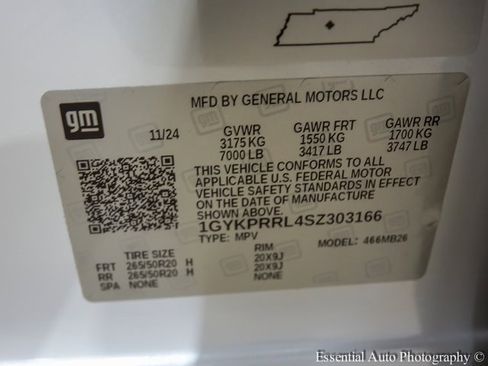 MFD BY GENERAL MOTORS LLC
gm
11/24 GVWR GAWR FRT GAWR RR
3175 KG 1550 KG 1700 KG
7000 LB 3417 LB 3747 LB
THIS VEHICLE CONFORMS TO ALL
APPLICABLE U.S. FEDERAL MOTOR
VEHICLE SAFETY STANDARDS IN EFFECT
ON THE DATE OF MANUFACTURE
SHOWN ABOVE.
1GYKPRRL4SZ303166
TYPE: MPV MODEL: 466MB26
TIRE SIZE RIM
FRT 265/50R20 H 20X9J
RR 265/50R20 H 20X9J
SPA NONE NONE
Essential Auto Photography ©